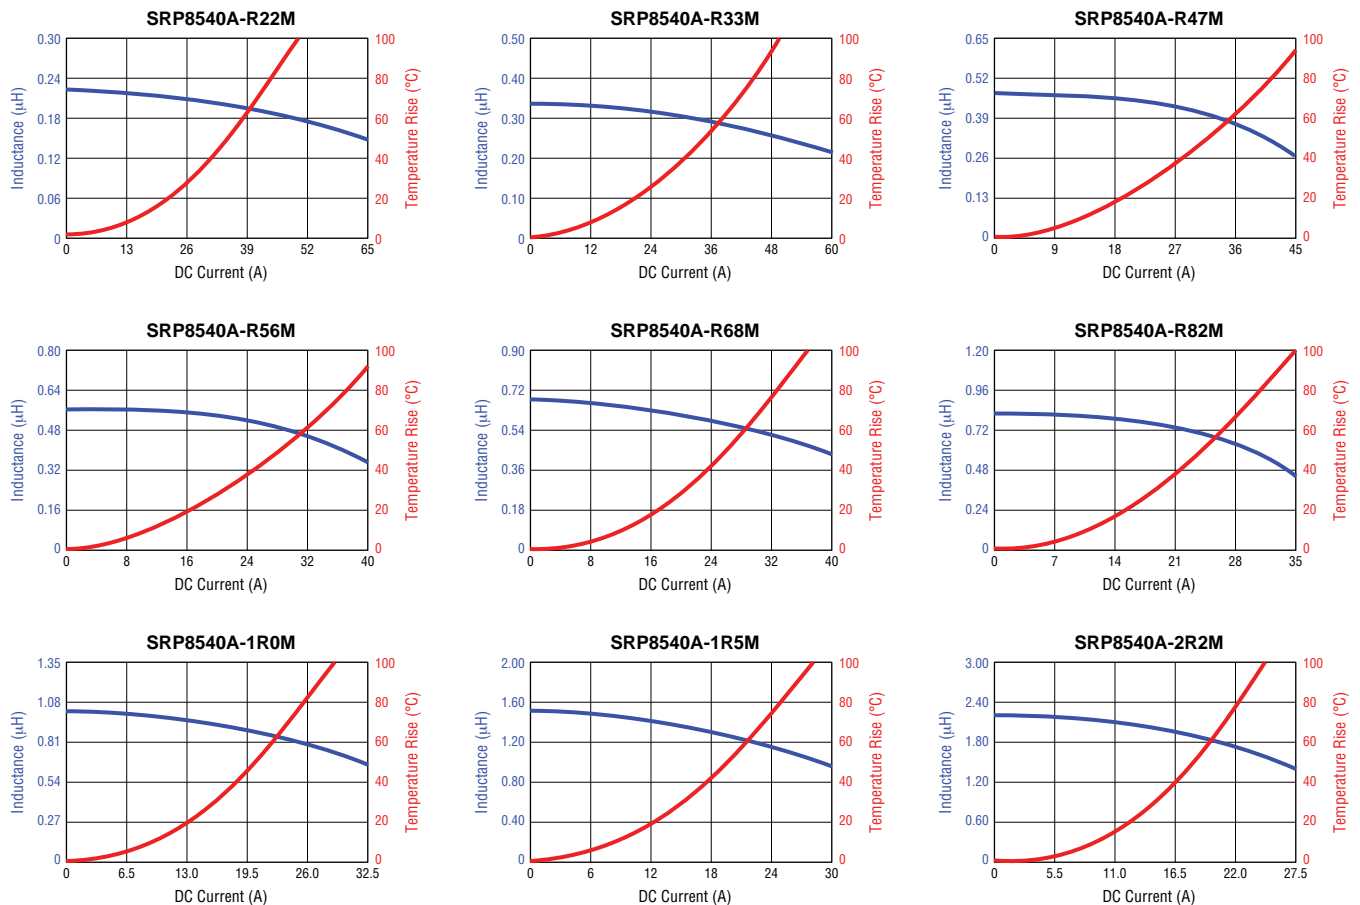 SRP8540A-R22M
SRP8540A-R33M
SRP8540A-R47M
0.30
0.24
0.18
0.12
0.06
0
Inductance (µH)
100
80
60
40
20
0
Temperature Rise (°C)
0 13 26 39 52 65
DC Current (A)
0.50
0.40
0.30
0.20
0.10
0
Inductance (µH)
100
80
60
40
20
0
Temperature Rise (°C)
0 12 24 36 48 60
DC Current (A)
0.65
0.52
0.39
0.26
0.13
0
Inductance (µH)
100
80
60
40
20
0
Temperature Rise (°C)
0 9 18 27 36 45
DC Current (A)
SRP8540A-R56M
SRP8540A-R68M
SRP8540A-R82M
0.80
0.64
0.48
0.32
0.16
0
Inductance (µH)
100
80
60
40
20
0
Temperature Rise (°C)
0 8 16 24 32 40
DC Current (A)
0.90
0.72
0.54
0.36
0.18
0
Inductance (µH)
100
80
60
40
20
0
Temperature Rise (°C)
0 8 16 24 32 40
DC Current (A)
1.20
0.96
0.72
0.48
0.24
0
Inductance (µH)
100
80
60
40
20
0
Temperature Rise (°C)
0 7 14 21 28 35
DC Current (A)
SRP8540A-1R0M
SRP8540A-1R5M
SRP8540A-2R2M
1.35
1.08
0.81
0.54
0.27
0
Inductance (µH)
100
80
60
40
20
0
Temperature Rise (°C)
0 6.5 13.0 19.5 26.0 32.5
DC Current (A)
2.00
1.60
1.20
0.80
0.40
0
Inductance (µH)
100
80
60
40
20
0
Temperature Rise (°C)
0 6 12 18 24 30
DC Current (A)
3.00
2.40
1.80
1.20
0.60
0
Inductance (µH)
100
80
60
40
20
0
Temperature Rise (°C)
0 5.5 11.0 16.5 22.0 27.5
DC Current (A)